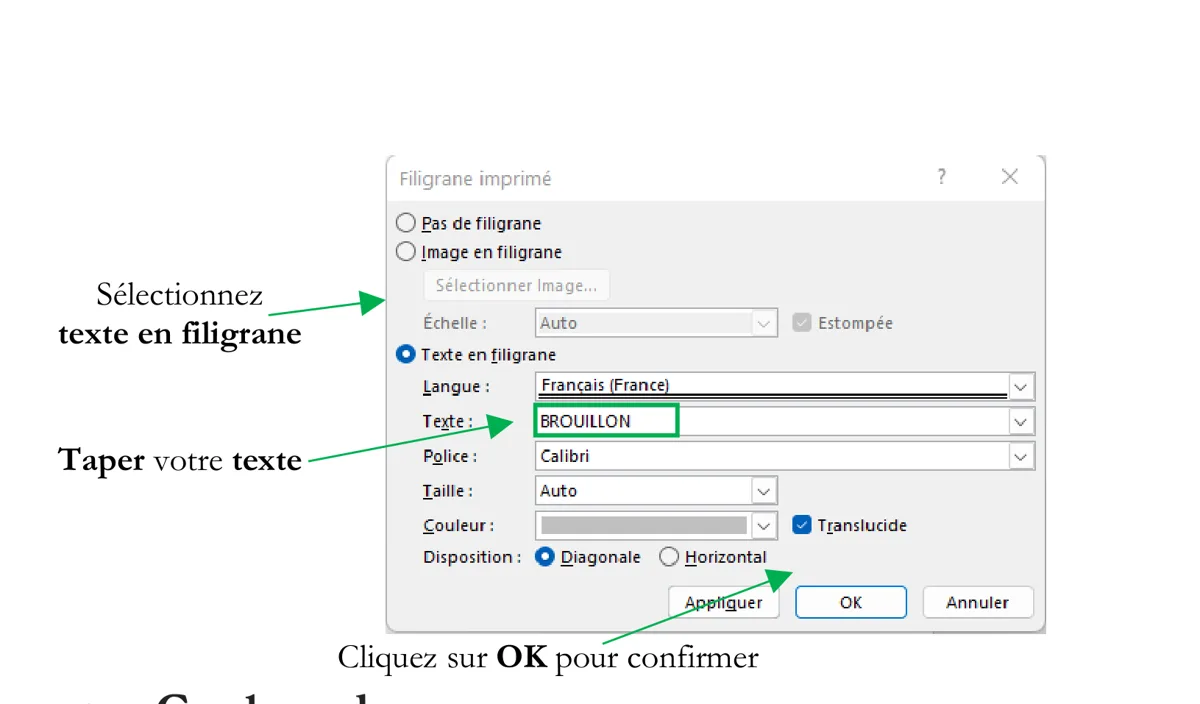 Filigrane imprimé
?
Pas de filigrane
Image en filigrane
Sélectionner Image...
Sélectionnez
texte en filigrane
Échelle :
Auto
Estompée
Texte en filigrane
Langue :
Français (France)
Texte :
BROUILLON
Taper votre texte
Police :
Calibri
Taille :
Auto
Couleur :
Translucide
Disposition :
Diagonale
Horizontal
Appliquer
OK
Annuler
Cliquez sur OK pour confirmer